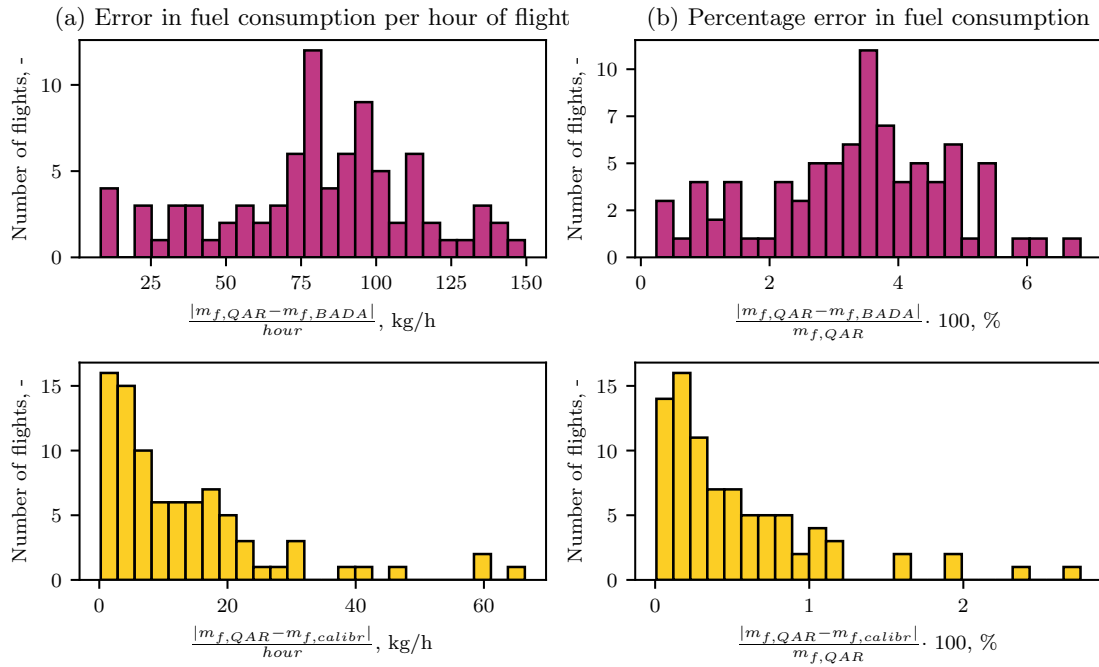 (a) Error in fuel consumption per hour of flight
(b) Percentage error in fuel consumption
Number of flights, -
10
5
0
25 50 75 100 125 150
|m_{f,QAR}−m_{f,BADA}|
hour
, kg/h
Number of flights, -
10
7
5
2
0
0 2 4 6
|m_{f,QAR}−m_{f,BADA}|
m_{f,QAR}
· 100, %
Number of flights, -
15
10
5
0
0 20 40 60
|m_{f,QAR}−m_{f,calibr}|
hour
, kg/h
Number of flights, -
15
10
5
0
0 1 2
|m_{f,QAR}−m_{f,calibr}|
m_{f,QAR}
· 100, %